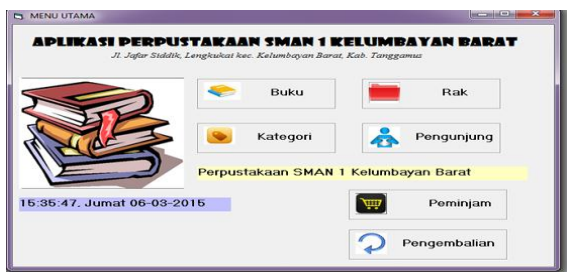 MENU UTAMA
APLIKASI PERPUSTAKAAN SMAN 1 KELUMBAYAN BARAT
Jl. Jafar Siddik, Lengkukai kec. Kelumbayan Barat, Kab. Tanggamus
Buku
Rak
Kategori
Pengunjung
Perpustakaan SMAN 1 Kelumbayan Barat
15:35:47, Jumat 06-03-2015
Peminjam
Pengembalian